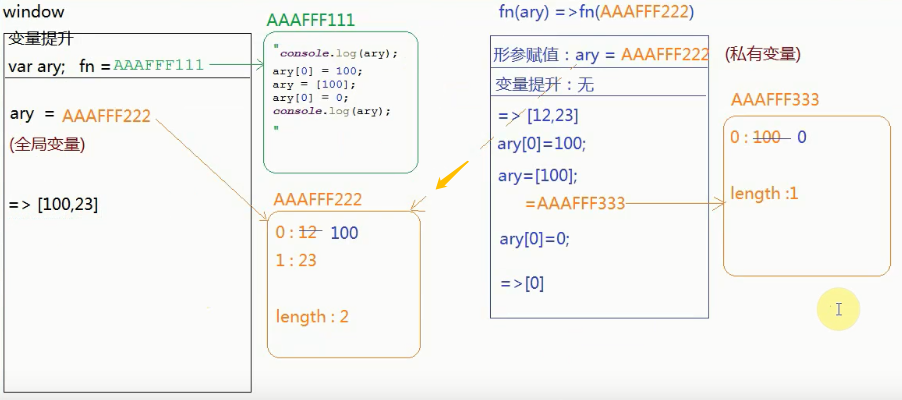 window
变量提升
var ary; fn = AAAFFF111
ary = AAAFFF222
(全局变量)
=> [100,23]
AAAFFF111
"console.log(ary);
ary[0] = 100;
ary = [100];
ary[0] = 0;
console.log(ary);
"
AAAFFF222
0 : 12 100
1 : 23
length : 2
fn(ary) =>fn(AAAFFF222)
形参赋值：ary = AAAFFF222
(私有变量)
变量提升：无
=> [12,23]
ary[0]=100;
ary=[100];
=AAAFFF333
ary[0]=0;
=>[0]
AAAFFF333
0 : 100 0
length :1